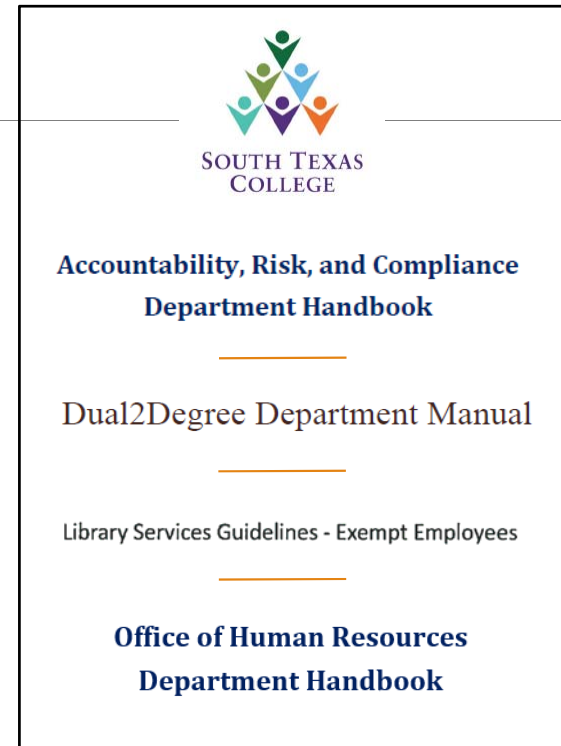 SOUTH TEXAS
COLLEGE
Accountability, Risk, and Compliance
Department Handbook
Dual2Degree Department Manual
Library Services Guidelines - Exempt Employees
Office of Human Resources
Department Handbook